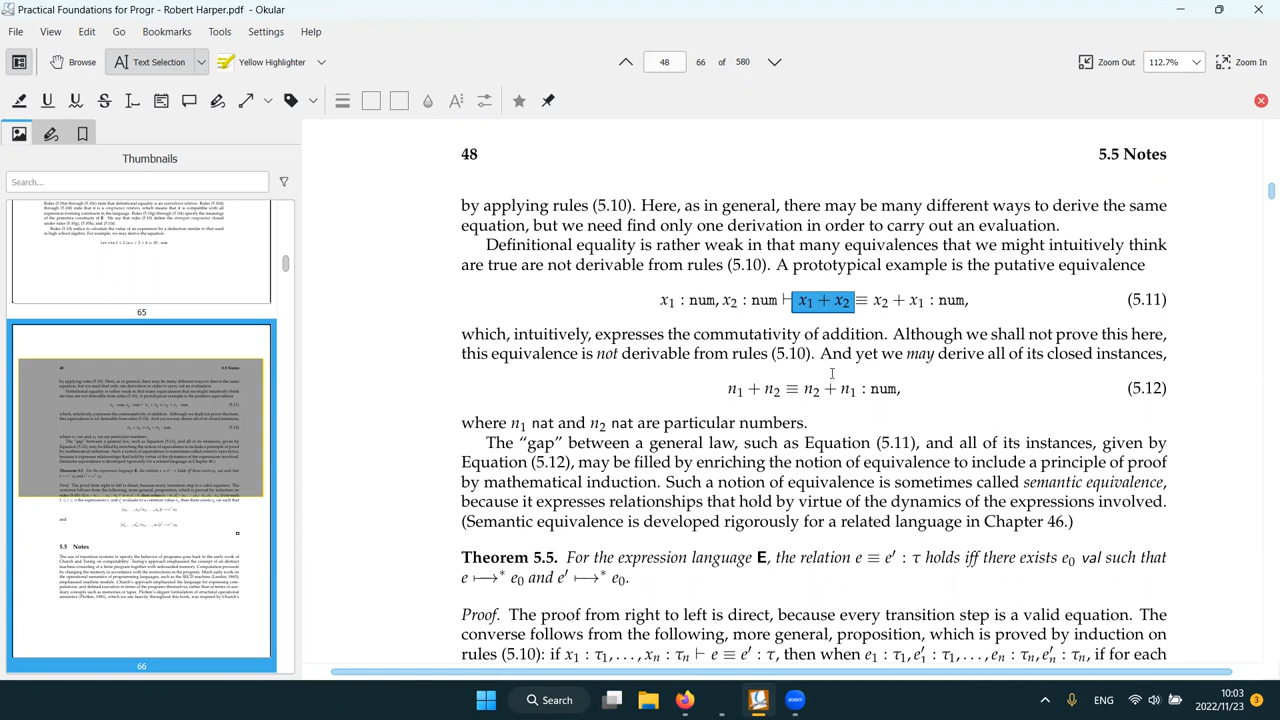 Practical Foundations for Progr - Robert Harper.pdf - Okular
File Edit View Go Bookmarks Tools Settings Help
Browse Text Selection Yellow Highlighter 48 66 of 580 Zoom Out 112.7% Zoom In
Thumbnails
Search...
65
66
48 5.5 Notes
by applying rules (5.10). Here, as in general, there may be many different ways to derive the same
equation, but we need find only one derivation in order to carry out an evaluation.
Definitional equality is rather weak in that many equivalences that we might intuitively think
are true are not derivable from rules (5.10). A prototypical example is the putative equivalence
x₁ : num, x₂ : num ⊢ x₁ + x₂ ≡ x₂ + x₁ : num, (5.11)
which, intuitively, expresses the commutativity of addition. Although we shall not prove this here,
this equivalence is not derivable from rules (5.10). And yet we may derive all of its closed instances,
n₁ + n₂ ≡ n₂ + n₁ : num, (5.12)
where n₁ nat and n₂ nat are particular numbers.
The "gap" between a general law, such as Equation (5.11), and all of its instances, given by
Equation (5.12), may be filled by enriching the notion of equivalence to include a principle of proof
by mathematical induction. Such a notion of equivalence is sometimes called semantic equivalence,
because it expresses relationships that hold by virtue of the dynamics of the expressions involved.
(Semantic equivalence is developed rigorously for a related language in Chapter 46.)
Theorem 5.5. For the expression language E, the relation e ≡ e′ : τ holds iff there exists e₀ val such that
e ⟼* e₀ and e′ ⟼* e₀.
Proof. The proof from right to left is direct, because every transition step is a valid equation. The
converse follows from the following, more general, proposition, which is proved by induction on
rules (5.10): if x₁ : τ₁, . . . , xₙ : τₙ ⊢ e ≡ e′ : τ, then when e₁ : τ₁, e′₁ : τ₁, . . . , eₙ : τₙ, e′ₙ : τₙ, if for each
Search ENG 10:03
2022/11/23 3